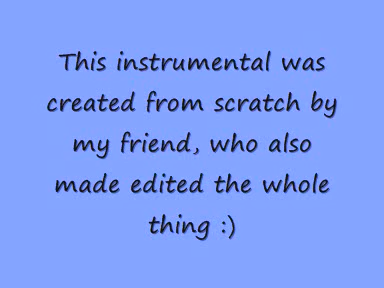 This instrumental was
created from scratch by
my friend, who also
made edited the whole
thing :)